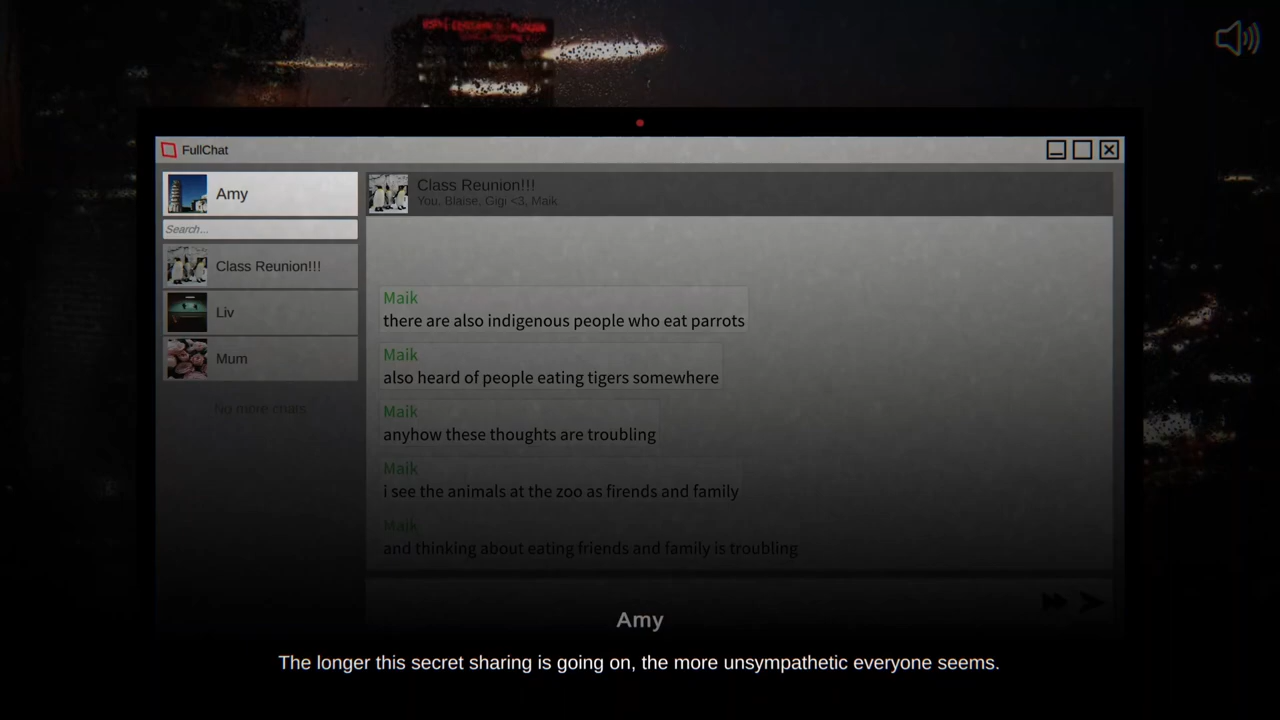 FullChat
Amy
Search...
Class Reunion!!!
Liv
Mum
No more chats
Class Reunion!!!
You, Blaise, Gigi <3, Maik
Maik
there are also indigenous people who eat parrots
Maik
also heard of people eating tigers somewhere
Maik
anyhow these thoughts are troubling
Maik
i see the animals at the zoo as firends and family
Maik
and thinking about eating friends and family is troubling
Amy
The longer this secret sharing is going on, the more unsympathetic everyone seems.